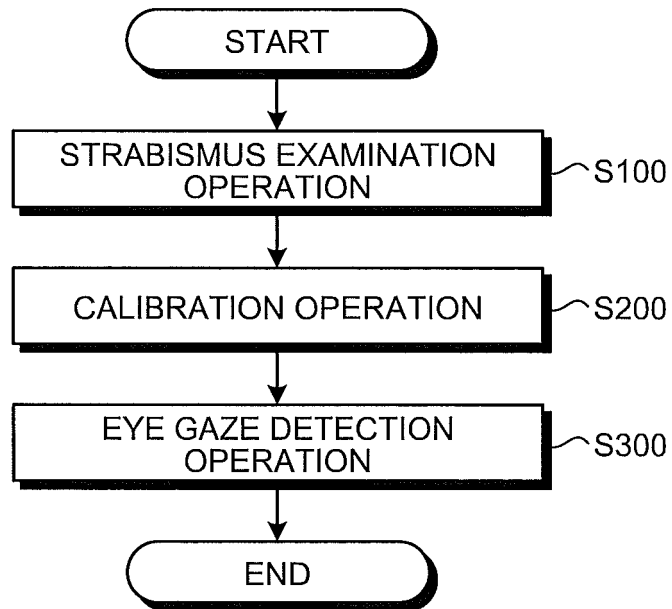 START
STRABISMUS EXAMINATION
OPERATION
S100
CALIBRATION OPERATION
S200
EYE GAZE DETECTION
OPERATION
S300
END